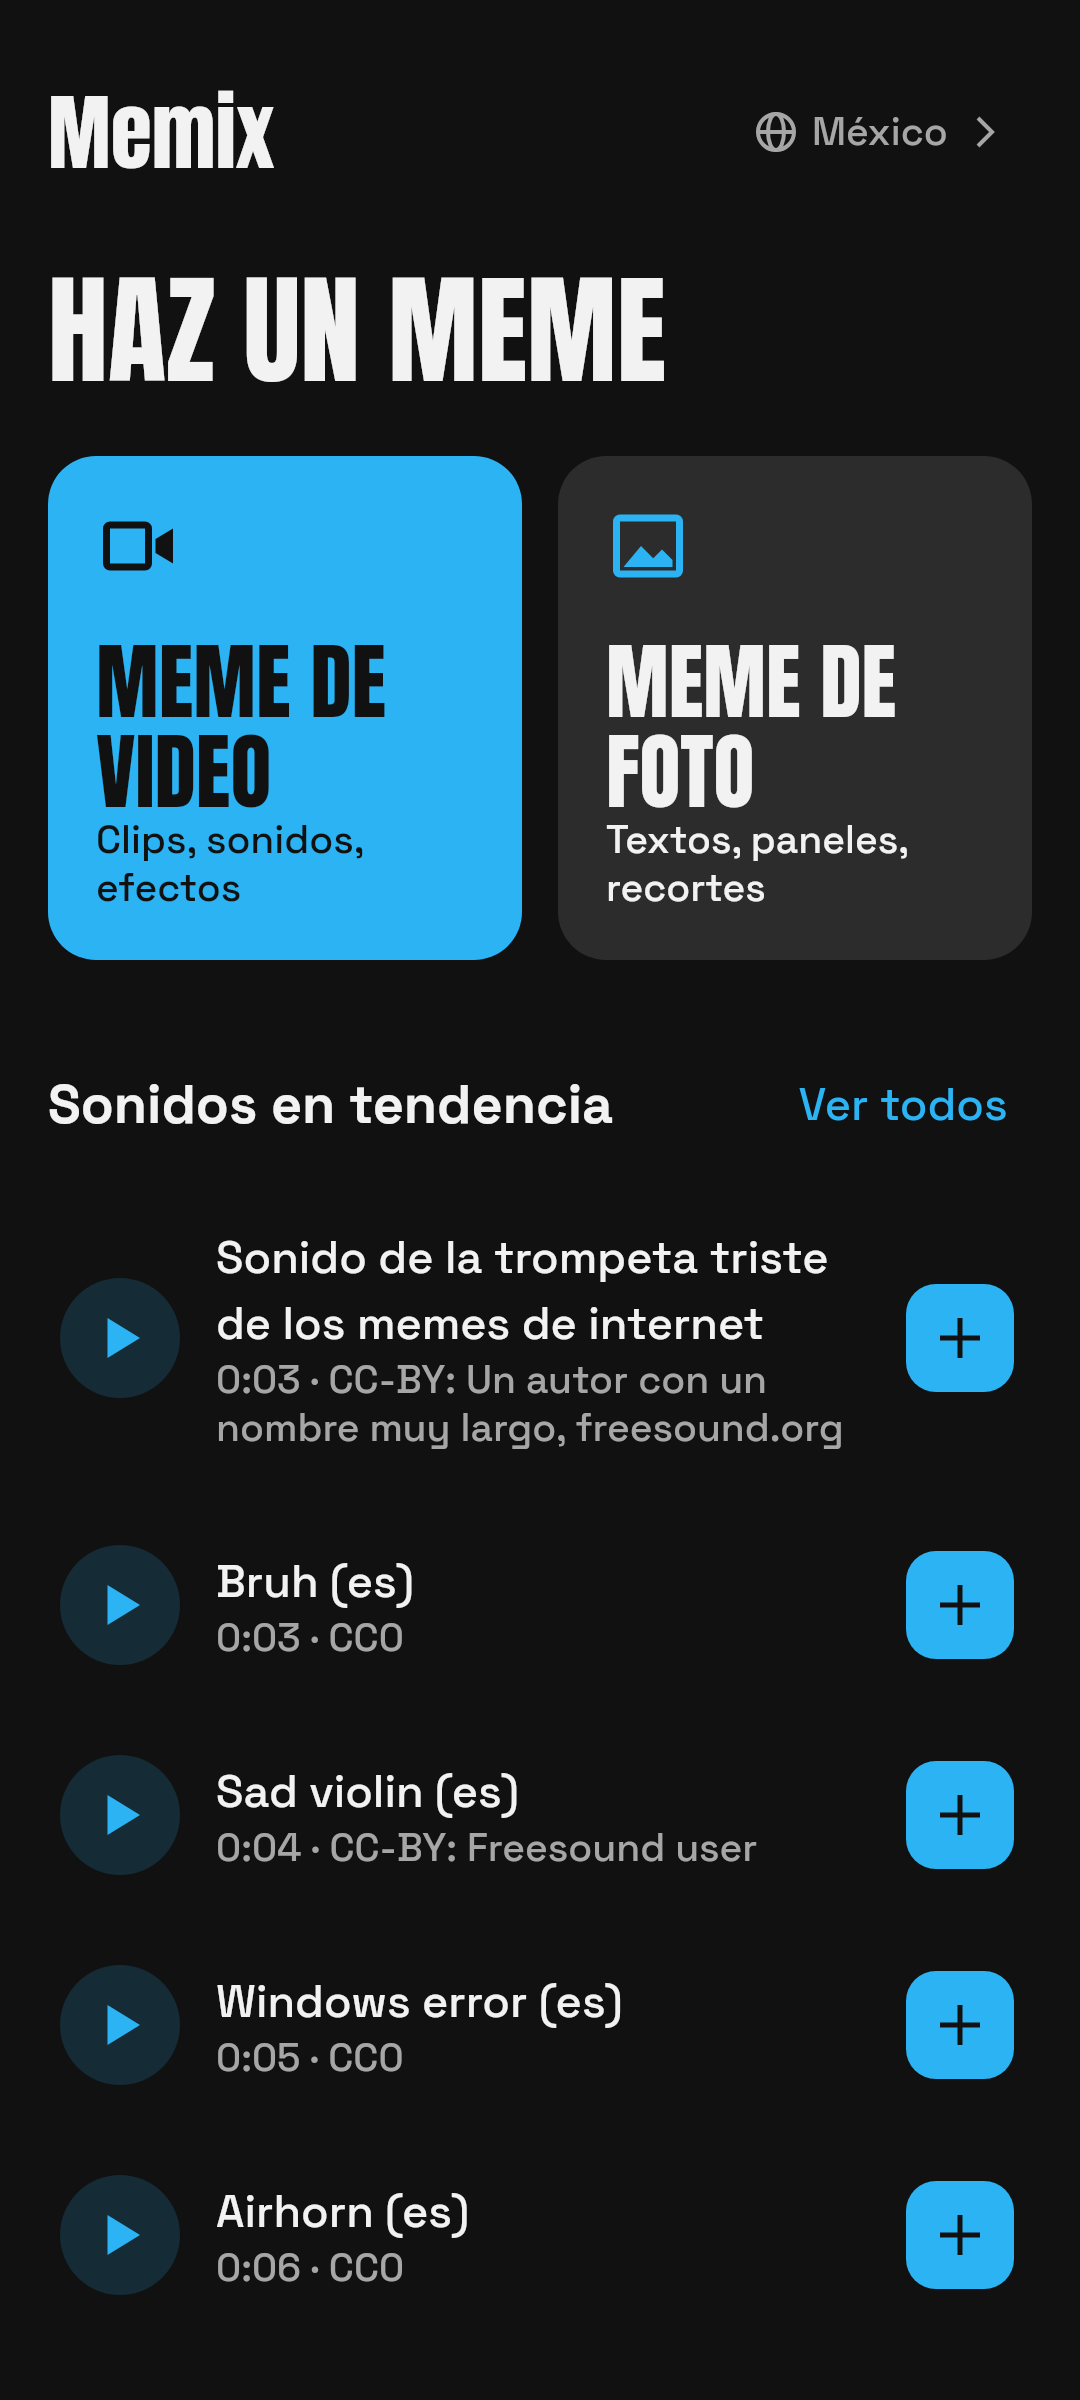 Memix
México
HAZ UN MEME
MEME DE
VIDEO
Clips, sonidos,
efectos
MEME DE
FOTO
Textos, paneles,
recortes
Sonidos en tendencia
Ver todos
Sonido de la trompeta triste
de los memes de internet
0:03 · CC-BY: Un autor con un
nombre muy largo, freesound.org
Bruh (es)
0:03 · CC0
Sad violin (es)
0:04 · CC-BY: Freesound user
Windows error (es)
0:05 · CC0
Airhorn (es)
0:06 · CC0